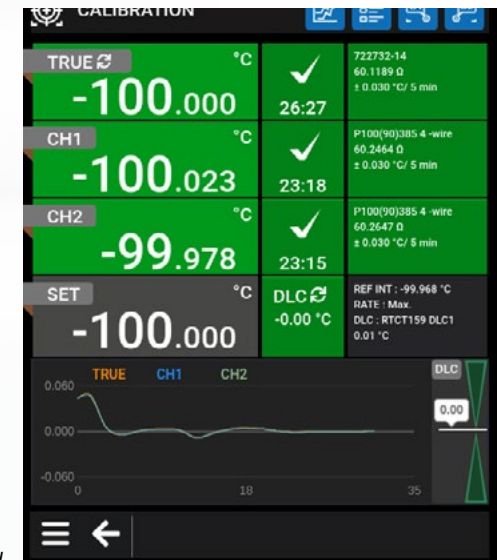 CALIBRATION
TRUE °C
-100.000
26:27
722732-14
60.1189 Ω
± 0.030 °C/ 5 min
CH1 °C
-100.023
23:18
P100(90)385 4 -wire
60.2464 Ω
± 0.030 °C/ 5 min
CH2 °C
-99.978
23:15
P100(90)385 4 -wire
60.2647 Ω
± 0.030 °C/ 5 min
SET °C
-100.000
DLC
-0.00 °C
REF INT : -99.968 °C
RATE : Max.
DLC : RTCT159 DLC1
0.01 °C
TRUE CH1 CH2
DLC
0.060
0.00
0.000
-0.060
0 18 35